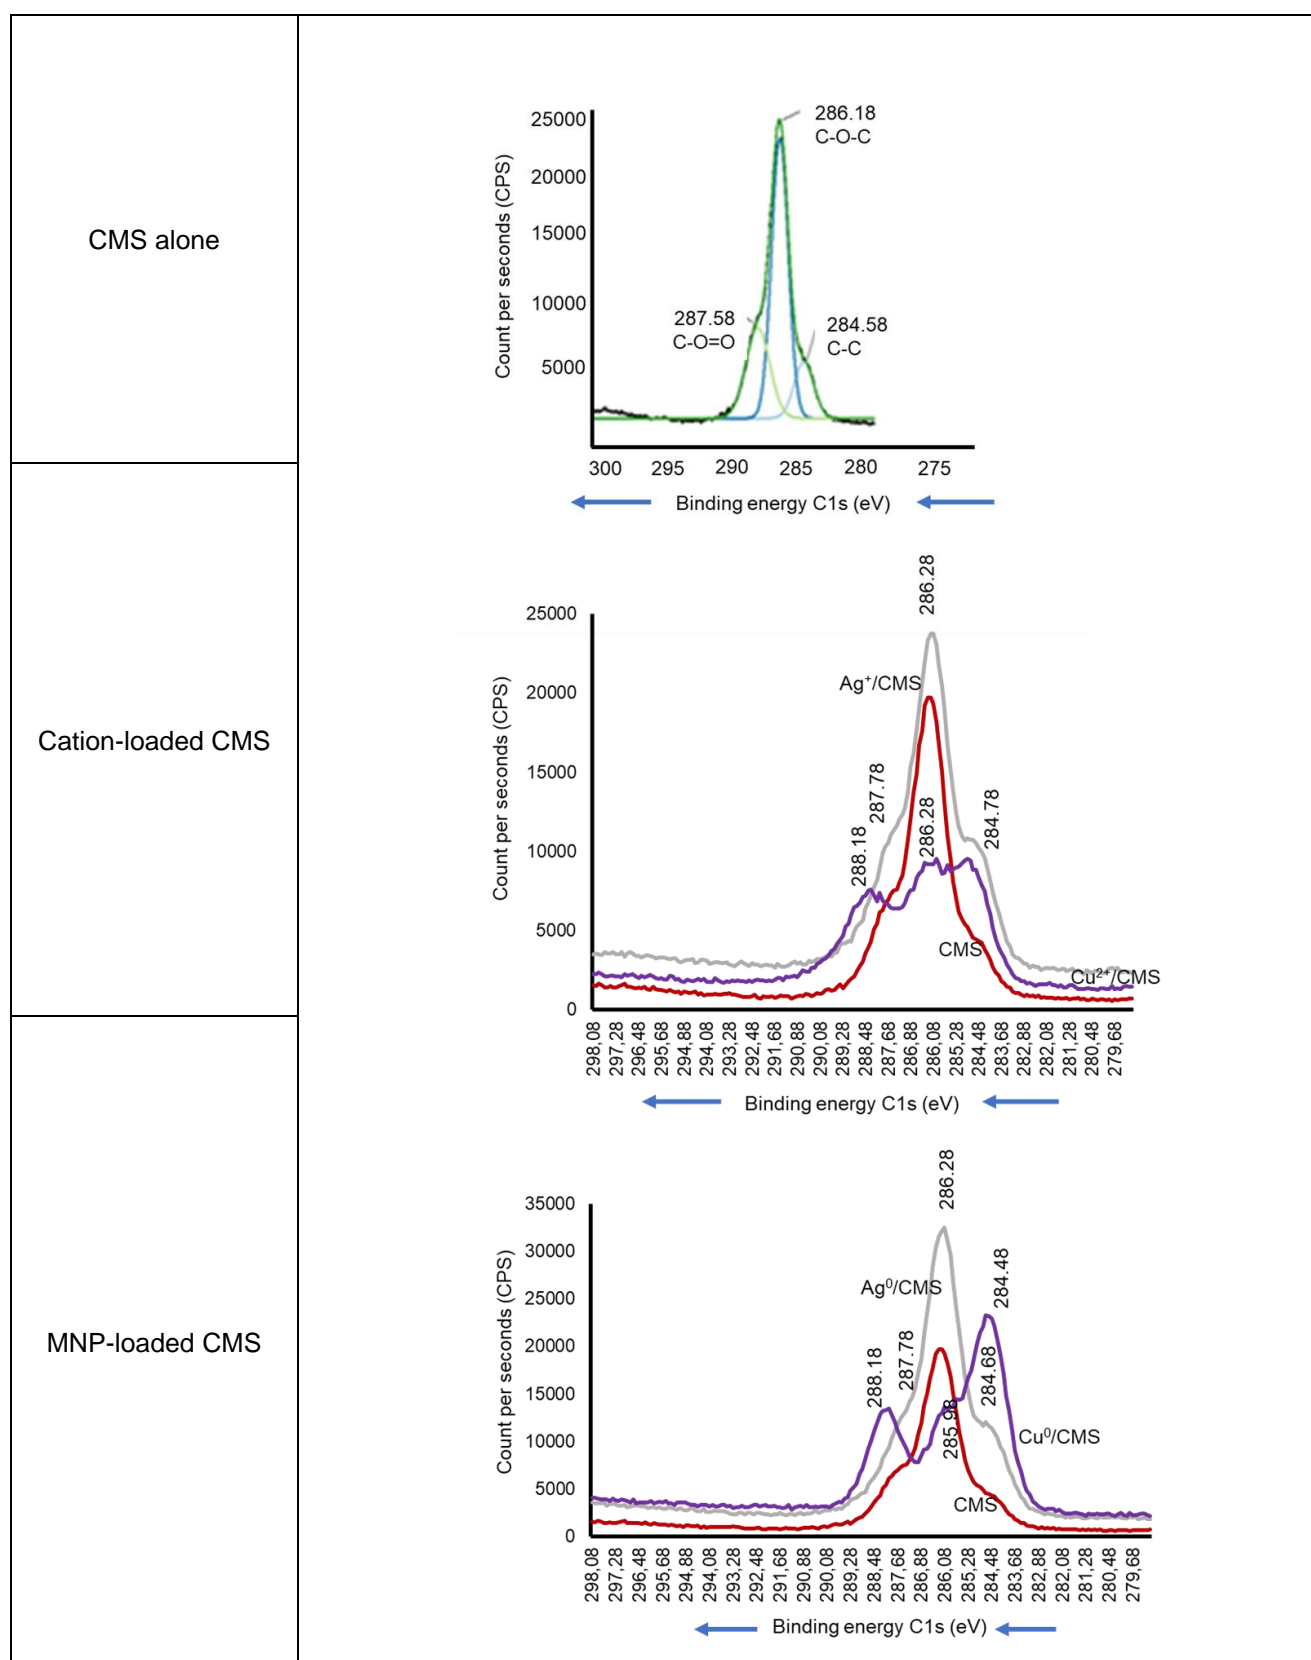 CMS alone
25000
20000
15000
10000
5000
Count per seconds (CPS)
286.18
C-O-C
287.58
C-O=O
284.58
C-C
300 295 290 285 280 275
Binding energy C1s (eV)
Cation-loaded CMS
25000
20000
15000
10000
5000
0
Count per seconds (CPS)
286.28
Ag⁺/CMS
287.78
288.18
286.28
284.78
CMS
Cu²⁺/CMS
298,08 297,28 296,48 295,68 294,88 294,08 293,28 292,48 291,68 290,88 290,08 289,28 288,48 287,68 286,88 286,08 285,28 284,48 283,68 282,88 282,08 281,28 280,48 279,68
Binding energy C1s (eV)
MNP-loaded CMS
35000
30000
25000
20000
15000
10000
5000
0
Count per seconds (CPS)
286.28
Ag⁰/CMS
284.48
287.78
288.18
284.68
285.98
Cu⁰/CMS
CMS
298,08 297,28 296,48 295,68 294,88 294,08 293,28 292,48 291,68 290,88 290,08 289,28 288,48 287,68 286,88 286,08 285,28 284,48 283,68 282,88 282,08 281,28 280,48 279,68
Binding energy C1s (eV)